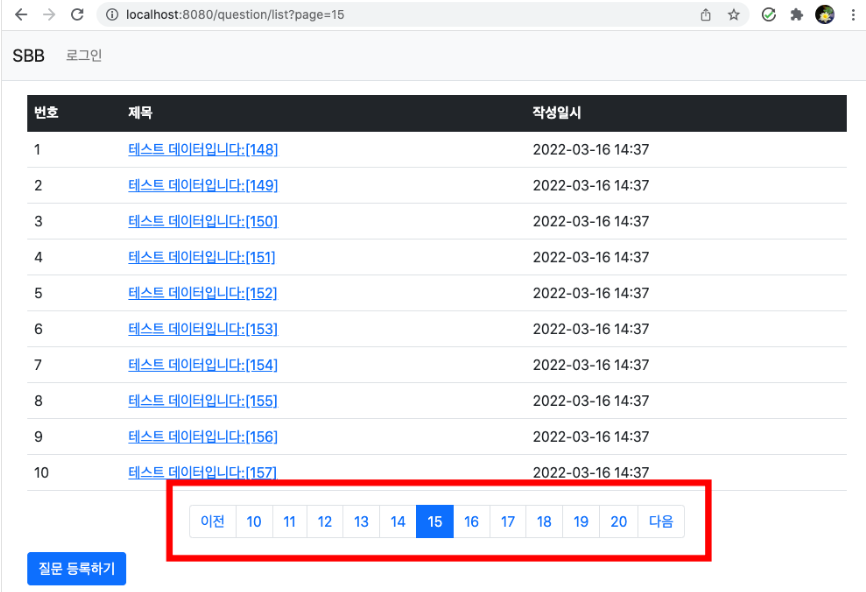 localhost:8080/question/list?page=15
SBB 로그인
번호 제목 작성일시
1 테스트 데이터입니다:[148] 2022-03-16 14:37
2 테스트 데이터입니다:[149] 2022-03-16 14:37
3 테스트 데이터입니다:[150] 2022-03-16 14:37
4 테스트 데이터입니다:[151] 2022-03-16 14:37
5 테스트 데이터입니다:[152] 2022-03-16 14:37
6 테스트 데이터입니다:[153] 2022-03-16 14:37
7 테스트 데이터입니다:[154] 2022-03-16 14:37
8 테스트 데이터입니다:[155] 2022-03-16 14:37
9 테스트 데이터입니다:[156] 2022-03-16 14:37
10 테스트 데이터입니다:[157] 2022-03-16 14:37
이전 10 11 12 13 14 15 16 17 18 19 20 다음
질문 등록하기